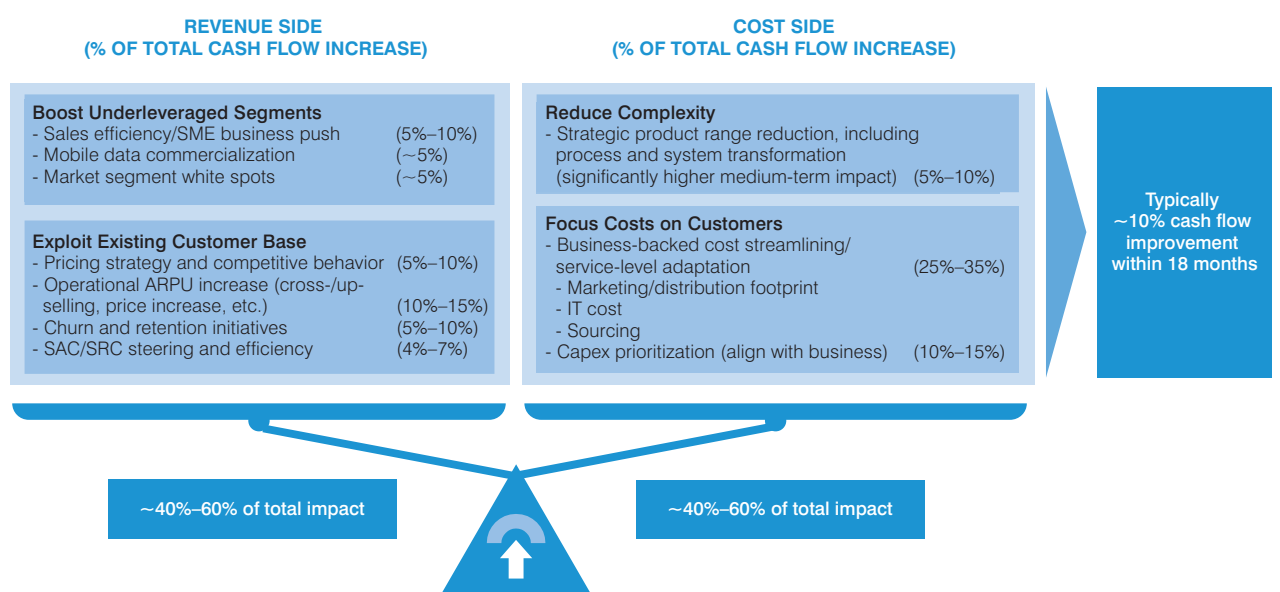 REVENUE SIDE
(% OF TOTAL CASH FLOW INCREASE)
Boost Underleveraged Segments
- Sales efficiency/SME business push (5%–10%)
- Mobile data commercialization (~5%)
- Market segment white spots (~5%)
Exploit Existing Customer Base
- Pricing strategy and competitive behavior (5%–10%)
- Operational ARPU increase (cross-/up-
selling, price increase, etc.) (10%–15%)
- Churn and retention initiatives (5%–10%)
- SAC/SRC steering and efficiency (4%–7%)
~40%–60% of total impact
COST SIDE
(% OF TOTAL CASH FLOW INCREASE)
Reduce Complexity
- Strategic product range reduction, including
process and system transformation
(significantly higher medium-term impact) (5%–10%)
Focus Costs on Customers
- Business-backed cost streamlining/
service-level adaptation (25%–35%)
- Marketing/distribution footprint
- IT cost
- Sourcing
- Capex prioritization (align with business) (10%–15%)
~40%–60% of total impact
Typically
~10% cash flow
improvement
within 18 months